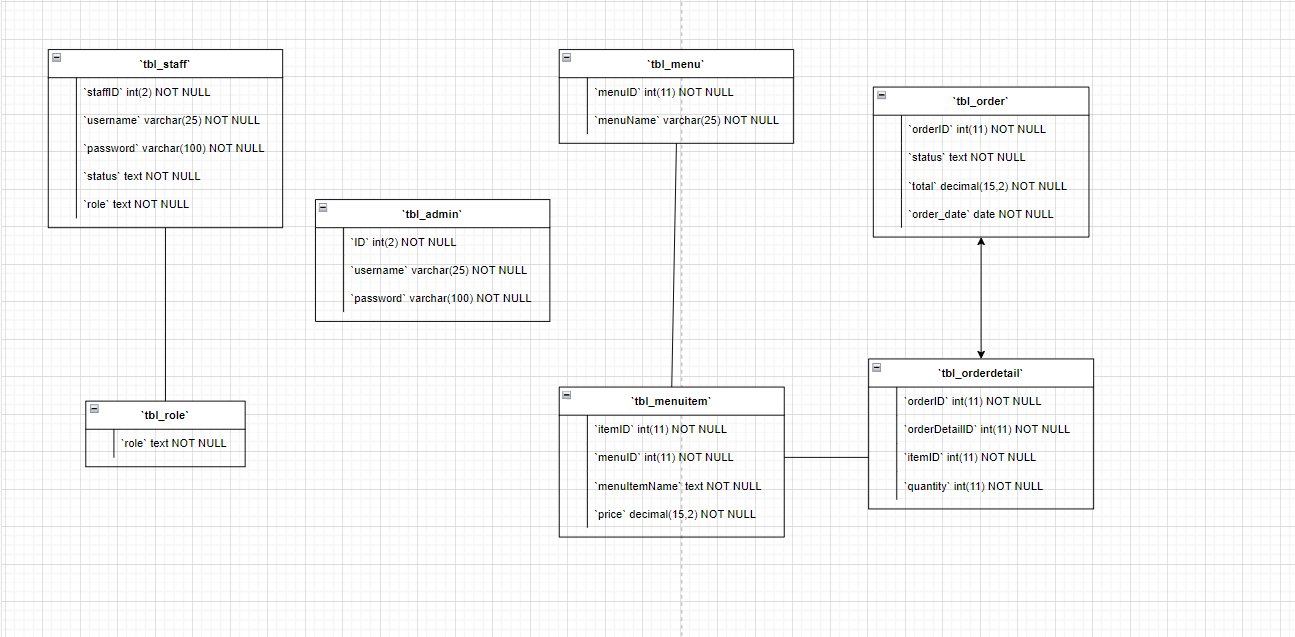 `tbl_staff`
`staffID` int(2) NOT NULL
`username` varchar(25) NOT NULL
`password` varchar(100) NOT NULL
`status` text NOT NULL
`role` text NOT NULL
`tbl_role`
`role` text NOT NULL
`tbl_admin`
`ID` int(2) NOT NULL
`username` varchar(25) NOT NULL
`password` varchar(100) NOT NULL
`tbl_menu`
`menuID` int(11) NOT NULL
`menuName` varchar(25) NOT NULL
`tbl_menuitem`
`itemID` int(11) NOT NULL
`menuID` int(11) NOT NULL
`menuItemName` text NOT NULL
`price` decimal(15,2) NOT NULL
`tbl_order`
`orderID` int(11) NOT NULL
`status` text NOT NULL
`total` decimal(15,2) NOT NULL
`order_date` date NOT NULL
`tbl_orderdetail`
`orderID` int(11) NOT NULL
`orderDetailID` int(11) NOT NULL
`itemID` int(11) NOT NULL
`quantity` int(11) NOT NULL